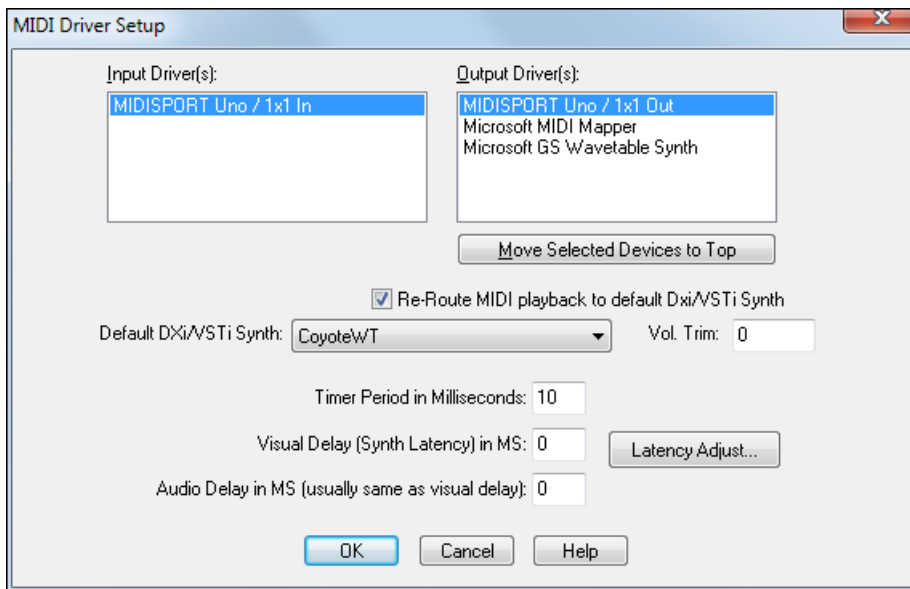 MIDI Driver Setup
X
Input Driver(s):
Output Driver(s):
MIDISPORT Uno / 1x1 In
MIDISPORT Uno / 1x1 Out
Microsoft MIDI Mapper
Microsoft GS Wavetable Synth
Move Selected Devices to Top
Re-Route MIDI playback to default Dxi/VSTi Synth
Default DXi/VSTi Synth: CoyoteWT Vol. Trim: 0
Timer Period in Milliseconds: 10
Visual Delay (Synth Latency) in MS: 0 Latency Adjust...
Audio Delay in MS (usually same as visual delay): 0
OK Cancel Help